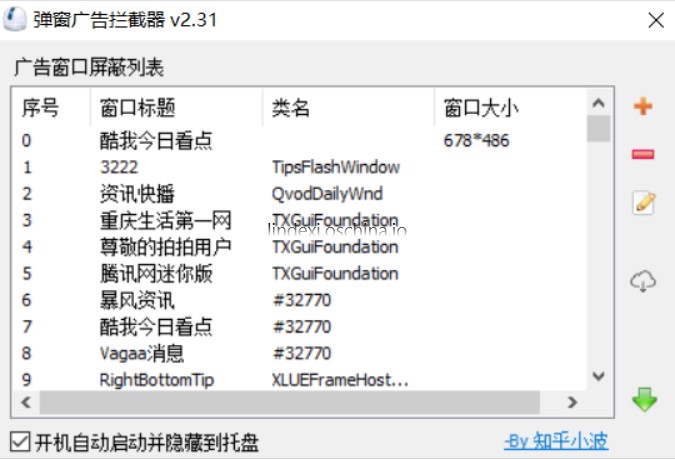 弹窗广告拦截器 v2.31
广告窗口屏蔽列表
序号 窗口标题 类名 窗口大小
0 酷我今日看点 678*486
1 3222 TipsFlashWindow
2 资讯快播 QvodDailyWnd
3 重庆生活第一网 TXGuiFoundation
lindexi.oschina.io
4 尊敬的拍拍用户 TXGuiFoundation
5 腾讯网迷你版 TXGuiFoundation
6 暴风资讯 #32770
7 酷我今日看点 #32770
8 Vagaa消息 #32770
9 RightBottomTip XLUEFrameHost...
开机自动启动并隐藏到托盘 -By 知乎小波